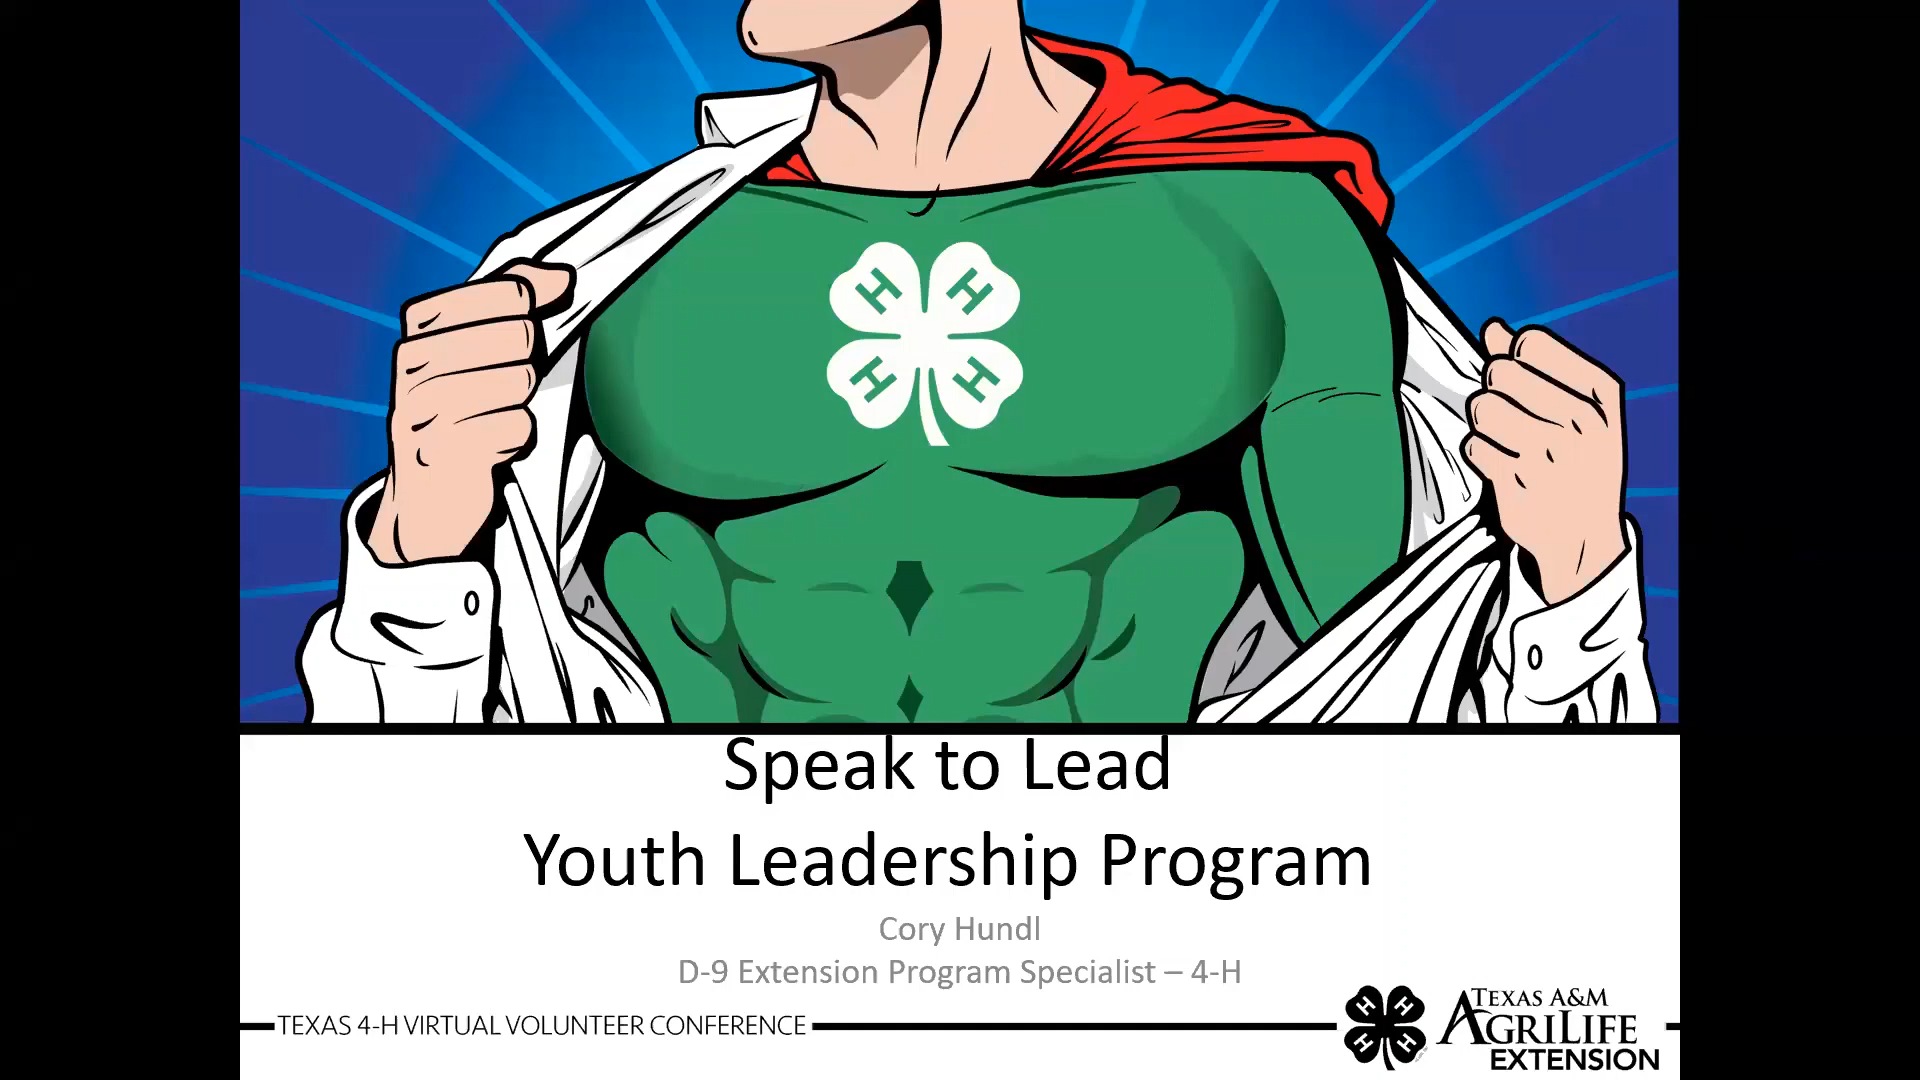 H H
H H
Speak to Lead
Youth Leadership Program
Cory Hundl
D-9 Extension Program Specialist – 4-H
TEXAS 4-H VIRTUAL VOLUNTEER CONFERENCE
H H
H H
TEXAS A&M
AGRILIFE
EXTENSION